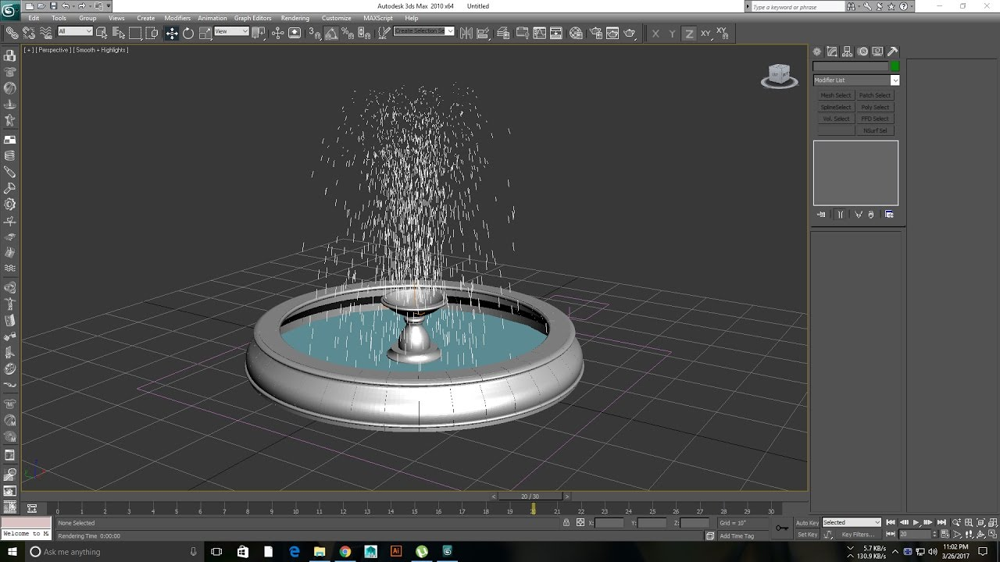 Autodesk 3ds Max 2010 x64 Untitled
Type a keyword or phrase
Edit Tools Group Views Create Modifiers Animation Graph Editors Rendering Customize MAXScript Help
All View 3 Create Selection Se X Y Z XY XY
[ + ] [ Perspective ] [ Smooth + Highlights ]
Modifier List
Mesh Select Patch Select
SplineSelect Poly Select
Vol. Select FFD Select
NSurf Sel
< 20 / 30 >
0 1 2 3 4 5 6 7 8 9 10 11 12 13 14 15 16 17 18 19 20 21 22 23 24 25 26 27 28 29 30
None Selected X: Y: Z: Grid = 10" Auto Key Selected
Welcome to M Rendering Time 0:00:00 Add Time Tag Set Key Key Filters... 20
Ask me anything
5.7 KB/s 11:02 PM
130.9 KB/s 3/26/2017